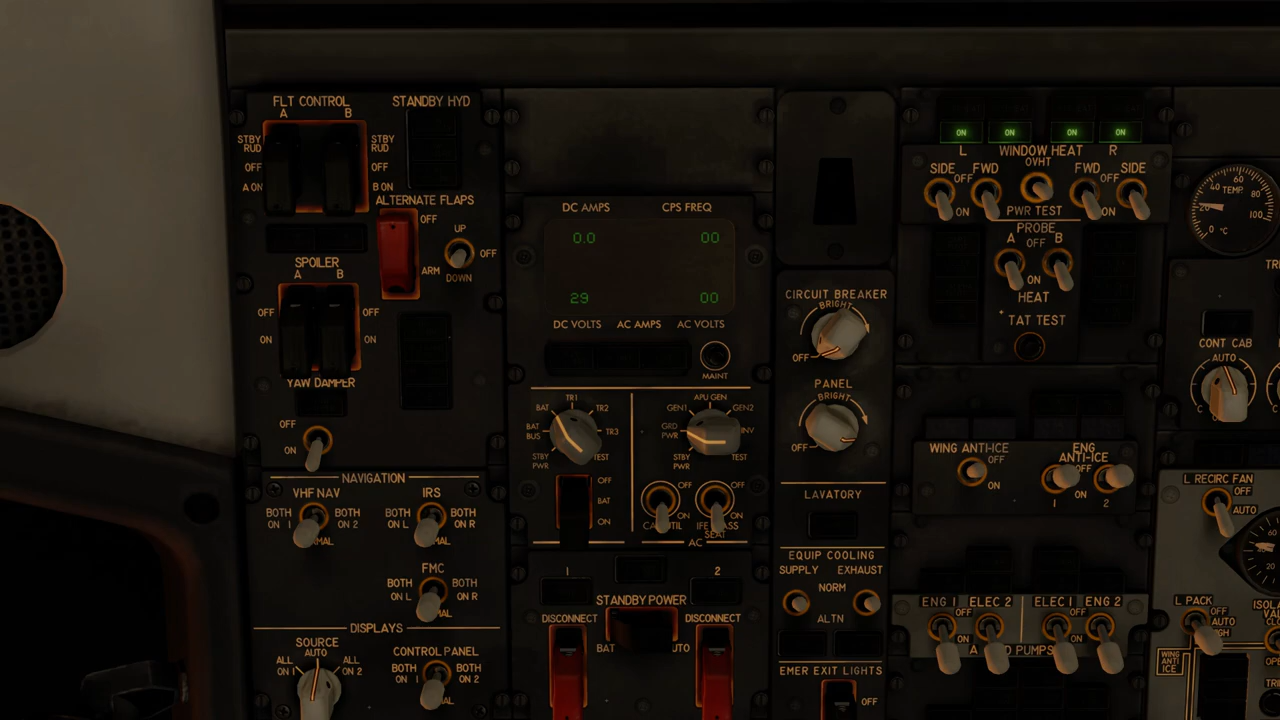 FLT CONTROL
A B
STBY RUD
OFF
A ON
STBY RUD
OFF
B ON
STANDBY HYD
ALTERNATE FLAPS
OFF
ARM
UP
OFF
DOWN
SPOILER
A B
OFF
ON
OFF
ON
YAW DAMPER
OFF
ON
NAVIGATION
VHF NAV
BOTH ON 1
BOTH ON 2
IRS
BOTH ON L
BOTH ON R
FMC
BOTH ON L
BOTH ON R
DISPLAYS
SOURCE
AUTO
ALL ON 1
ALL ON 2
CONTROL PANEL
BOTH ON 1
BOTH ON 2
DC AMPS
CPS FREQ
0.0
00
29
00
DC VOLTS
AC AMPS
AC VOLTS
MAINT
TR1
BAT
TR2
BAT BUS
TR3
STBY PWR
TEST
APU GEN
GEN1
GEN2
GRD PWR
INV
STBY PWR
TEST
OFF
BAT
ON
OFF
ON
OFF
ON
SEAT
AC
1
2
STANDBY POWER
DISCONNECT
DISCONNECT
BAT
CIRCUIT BREAKER
BRIGHT
OFF
PANEL
BRIGHT
OFF
LAVATORY
EQUIP COOLING
SUPPLY
EXHAUST
NORM
ALTN
EMER EXIT LIGHTS
OFF
ON
ON
ON
ON
L
WINDOW HEAT
R
SIDE
OFF
FWD
OVHT
FWD
OFF
SIDE
ON
PWR TEST
ON
PROBE
A B
OFF
ON
HEAT
TAT TEST
WING ANTI-ICE
OFF
ON
ENG ANTI-ICE
OFF
ON
1
2
ENG 1
OFF
ELEC 2
ON
ELEC 1
OFF
ENG 2
ON
PUMPS
TEMP
0
20
40
60
80
100
°C
CONT CAB
AUTO
C
L RECIRC FAN
OFF
AUTO
60
L PACK
OFF
AUTO
WING ANTI ICE